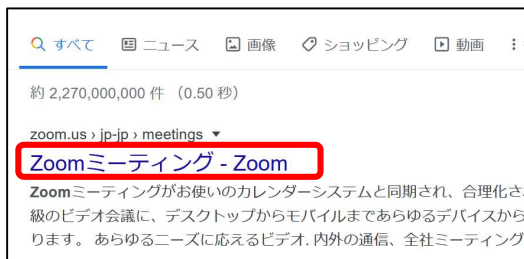 すべて ニュース 画像 ショッピング 動画
約 2,270,000,000 件 （0.50 秒）
zoom.us › jp-jp › meetings ▼
Zoomミーティング - Zoom
Zoomミーティングがお使いのカレンダーシステムと同期され、合理化さ
級のビデオ会議に、デスクトップからモバイルまであらゆるデバイスから
ります。 あらゆるニーズに応えるビデオ. 内外の通信、全社ミーティング